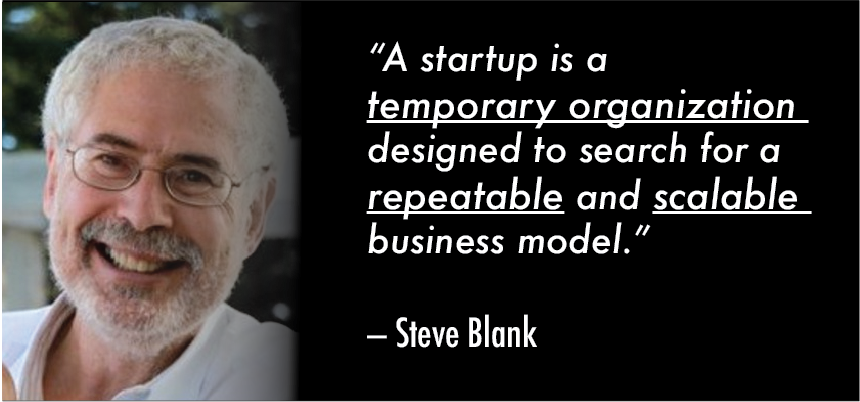 “A startup is a
temporary organization
designed to search for a
repeatable and scalable
business model.”
– Steve Blank